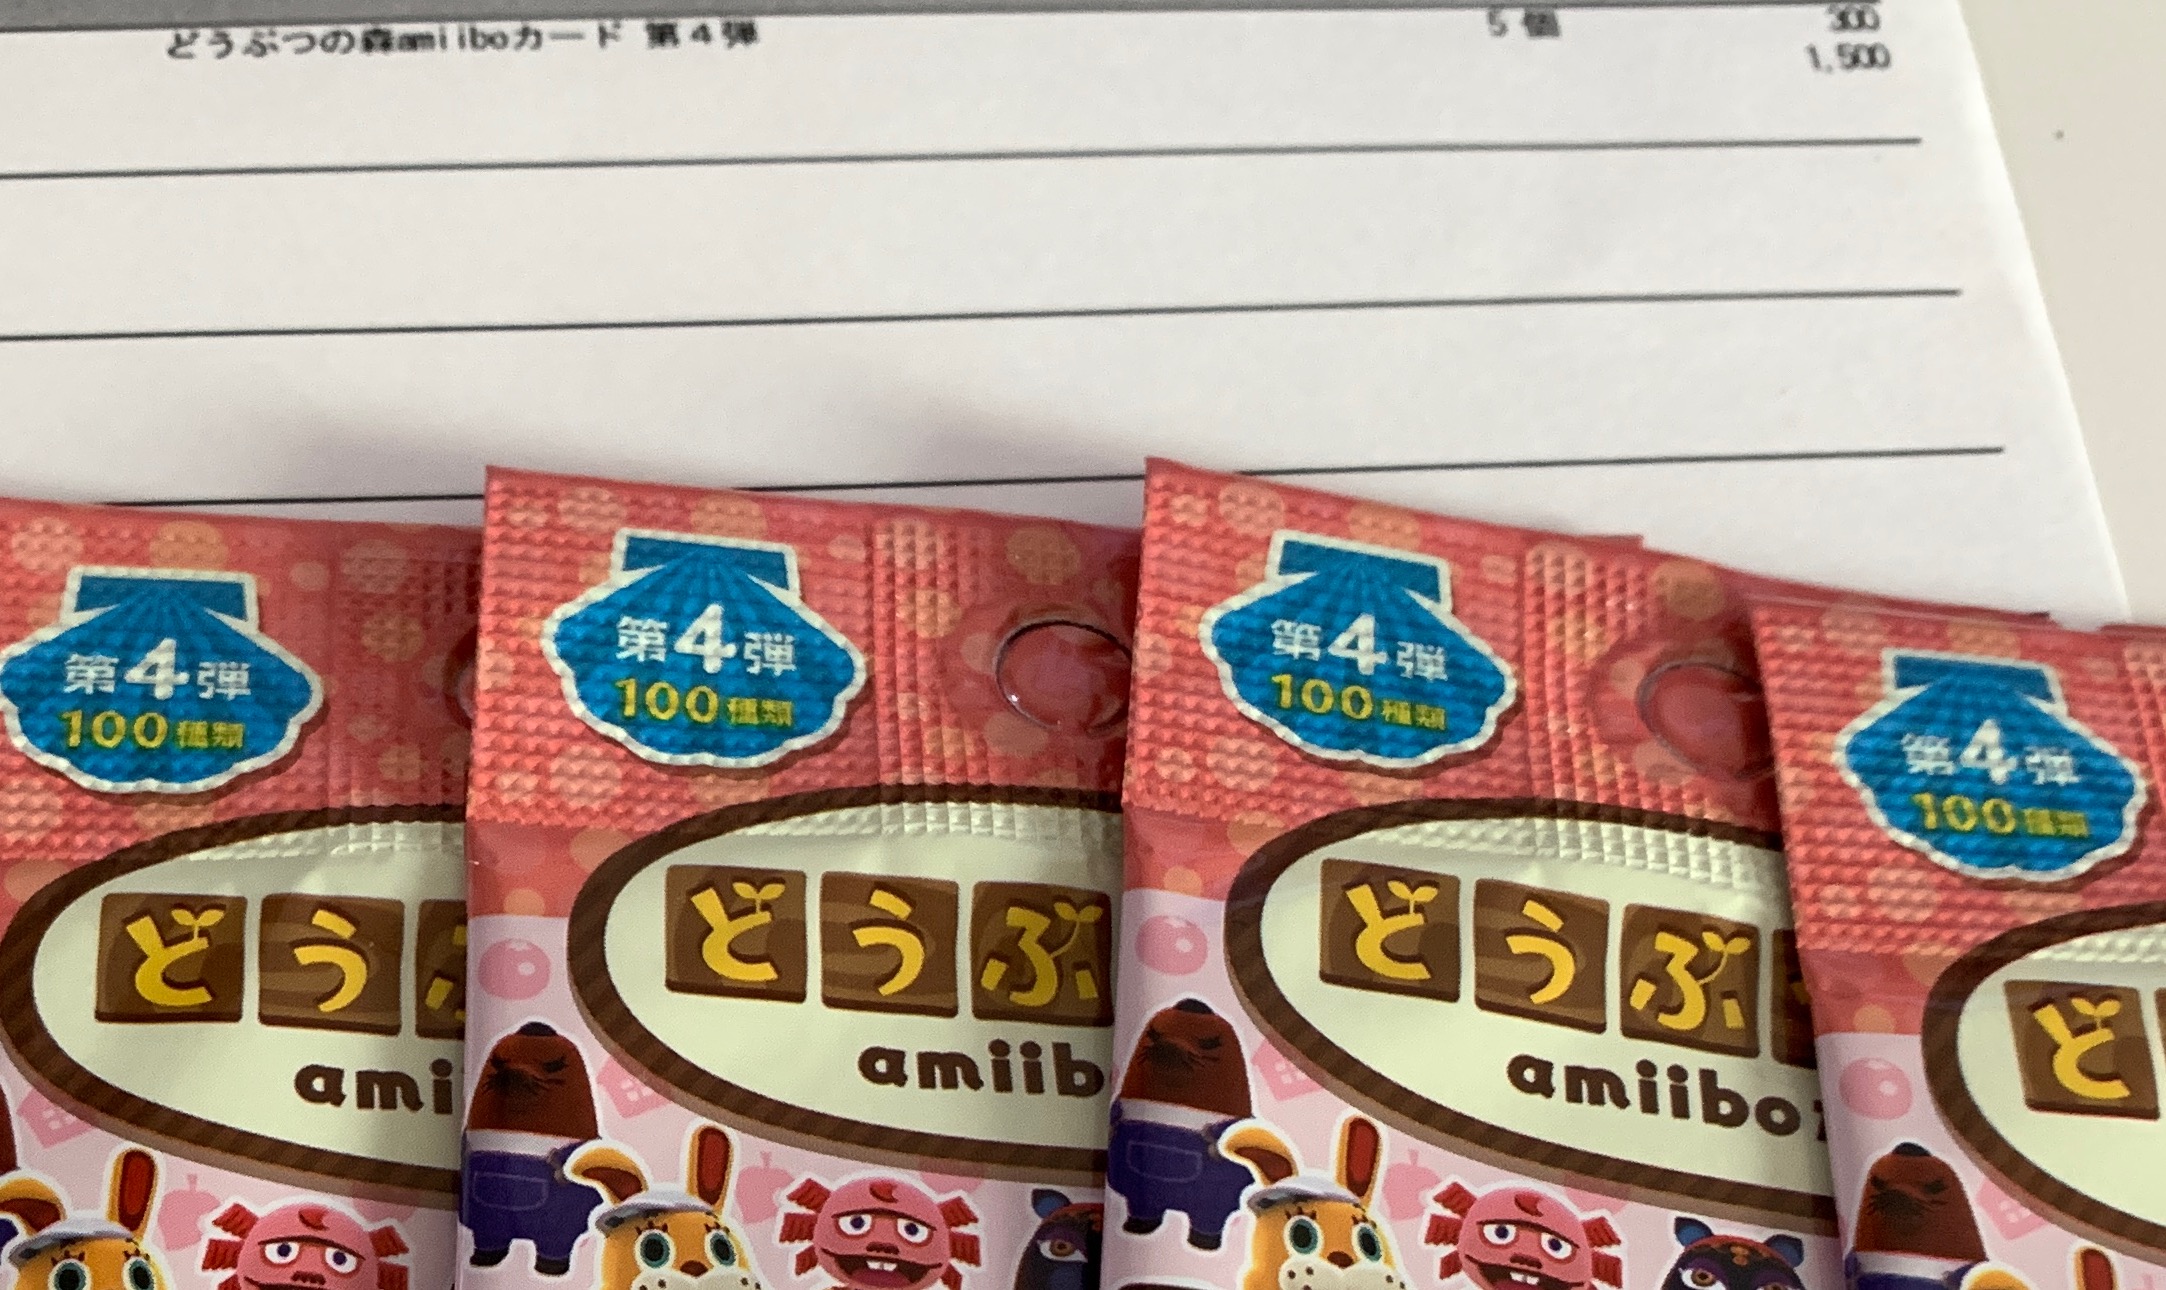 どうぶつの森amiiboカード 第4弾 5個 300
1,500
第4弾
100種類
どうぶ
ami
第4弾
100種類
どうぶ
amiib
第4弾
100種類
どうぶ
amiibo
第4弾
100種類
ど